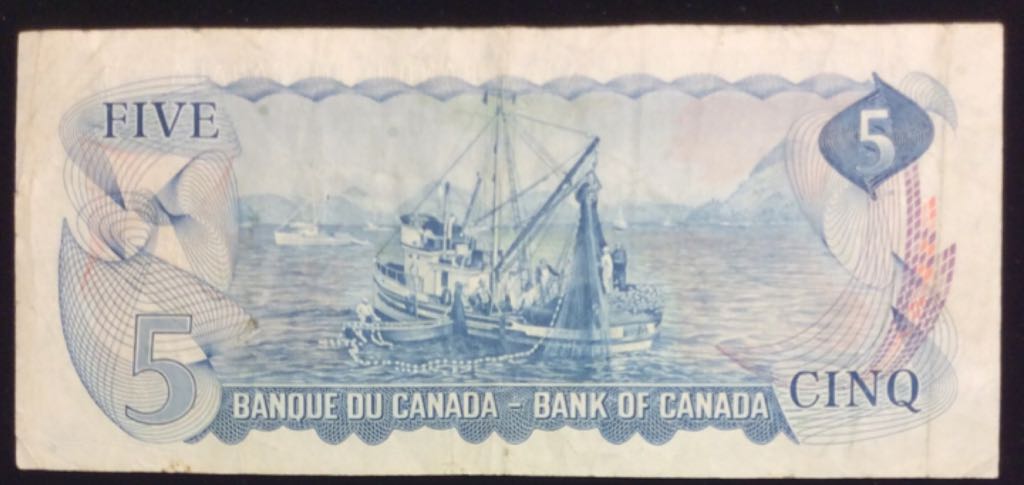 FIVE
5
5
BANQUE DU CANADA - BANK OF CANADA
CINQ